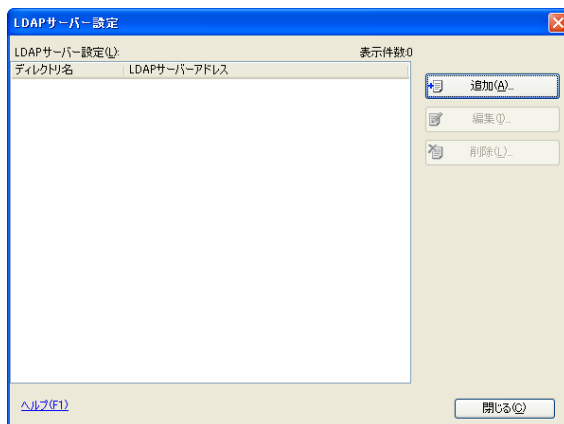 LDAPサーバー設定
LDAPサーバー設定(L): 表示件数:0
ディレクトリ名 LDAPサーバーアドレス
追加(A)...
編集(I)...
削除(L)...
ヘルプ(F1)
閉じる(C)